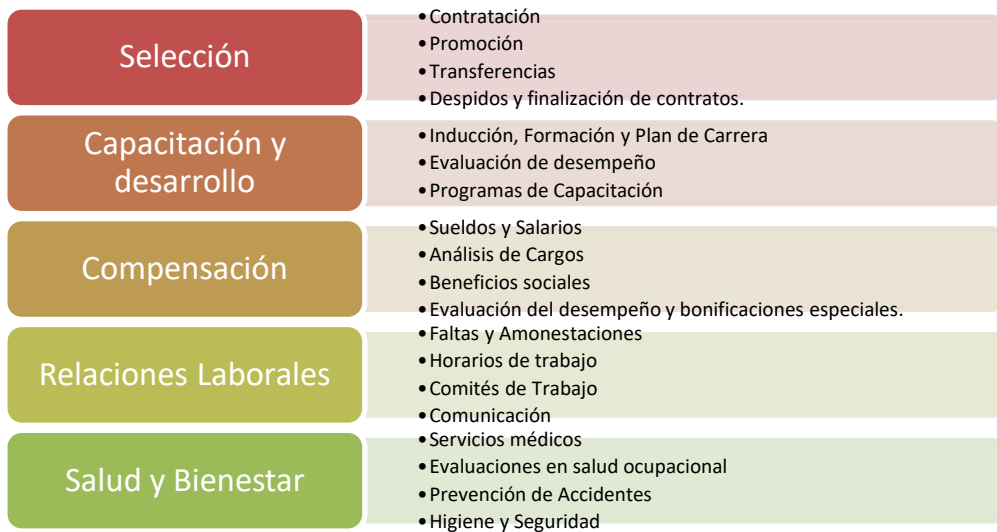 Selección
•Contratación
•Promoción
•Transferencias
•Despidos y finalización de contratos.
Capacitación y
desarrollo
•Inducción, Formación y Plan de Carrera
•Evaluación de desempeño
•Programas de Capacitación
Compensación
•Sueldos y Salarios
•Análisis de Cargos
•Beneficios sociales
•Evaluación del desempeño y bonificaciones especiales.
Relaciones Laborales
•Faltas y Amonestaciones
•Horarios de trabajo
•Comités de Trabajo
•Comunicación
Salud y Bienestar
•Servicios médicos
•Evaluaciones en salud ocupacional
•Prevención de Accidentes
•Higiene y Seguridad